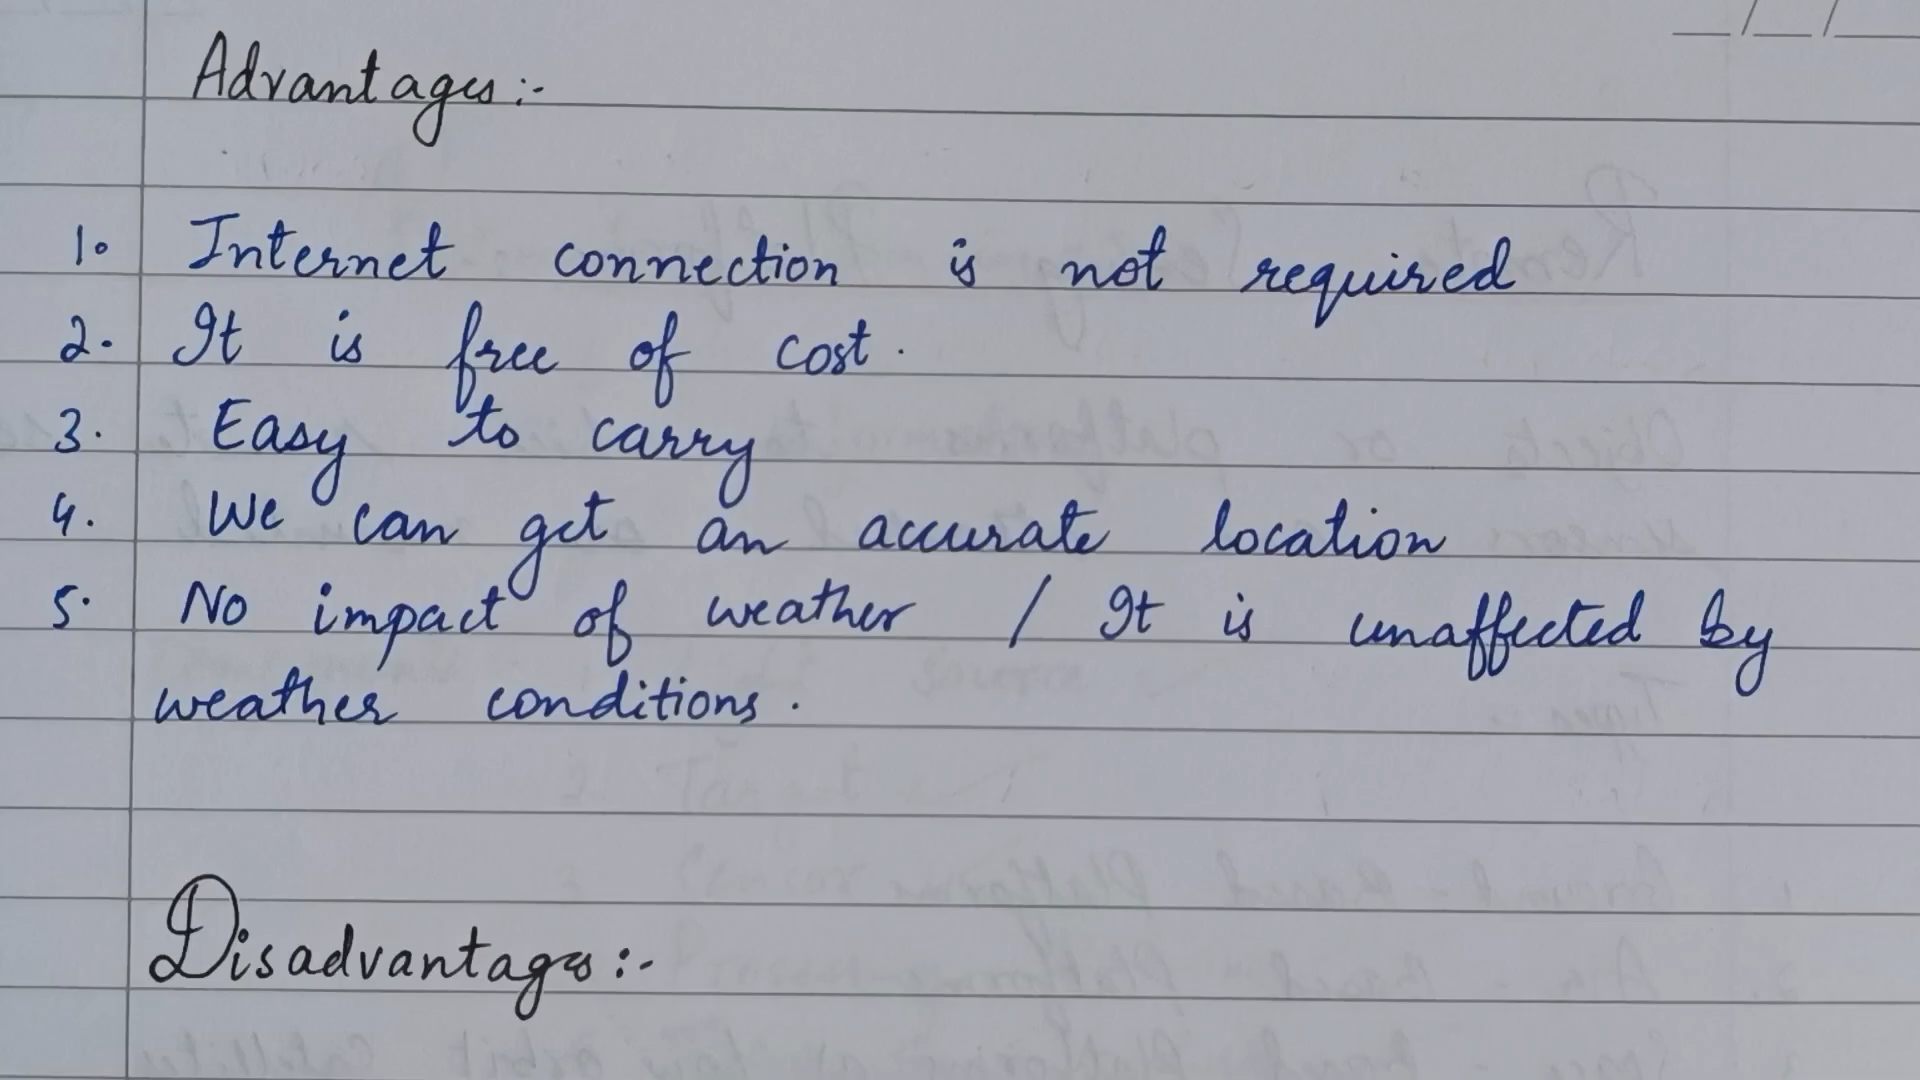 Advantages:-
1. Internet connection is not required
2. It is free of cost.
3. Easy to carry
4. We can get an accurate location
5. No impact of weather / It is unaffected by
weather conditions.
Disadvantages:-